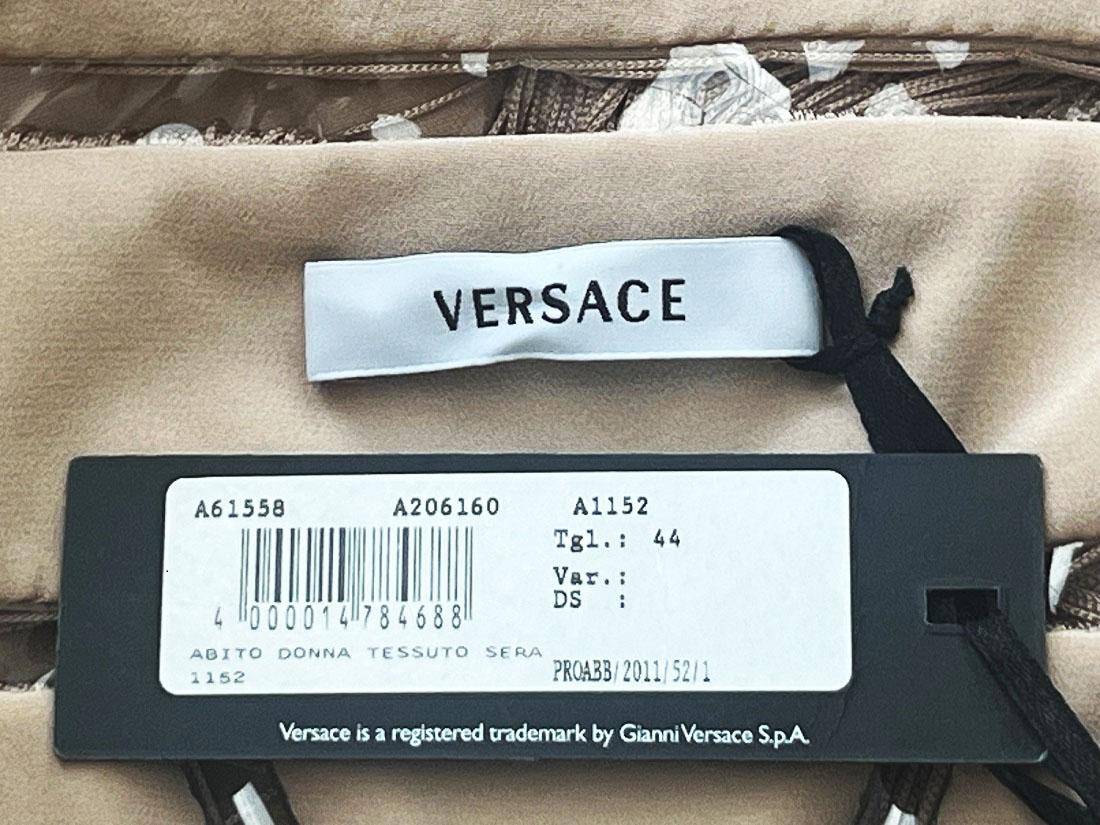 VERSACE
A61558 A206160 A1152
Tgl.: 44
Var.:
DS :
4 000014 784688
ABITO DONNA TESSUTO SERA
1152
PROABB/2011/52/1
Versace is a registered trademark by Gianni Versace S.p.A.